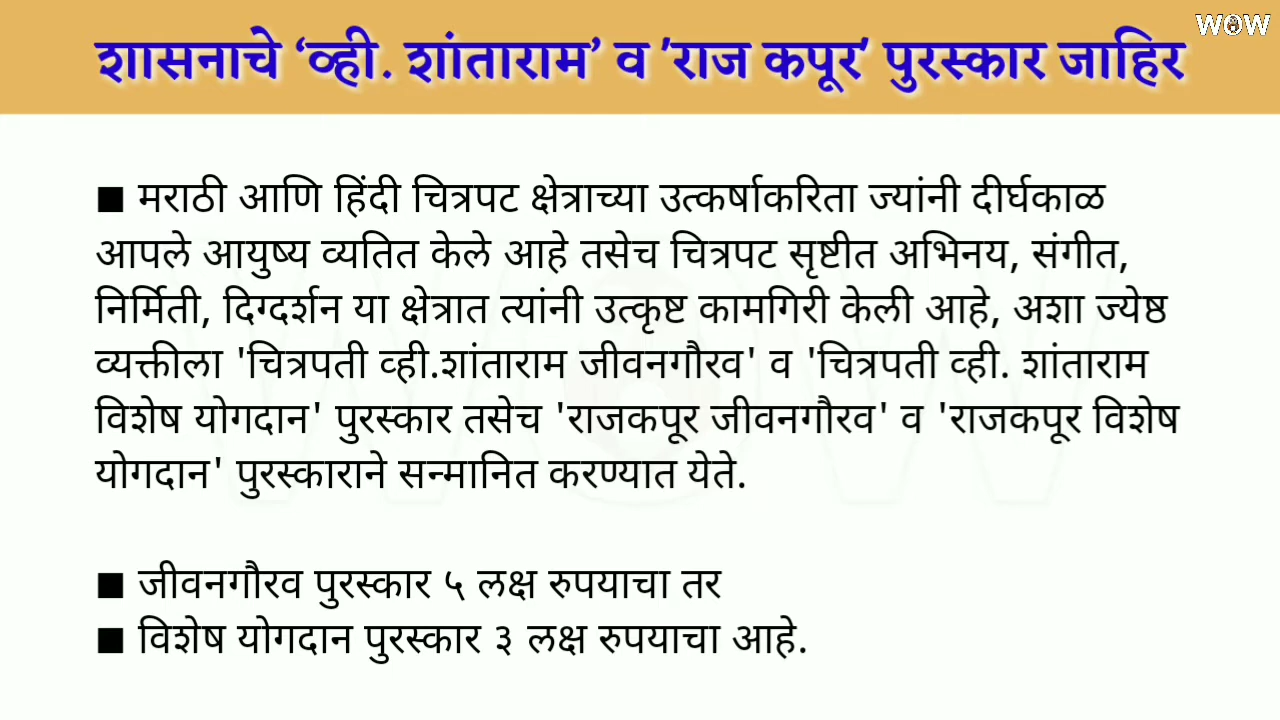 शासनाचे ‘व्ही. शांताराम’ व 'राज कपूर' पुरस्कार जाहिर
WOW
■ मराठी आणि हिंदी चित्रपट क्षेत्राच्या उत्कर्षाकरिता ज्यांनी दीर्घकाळ
आपले आयुष्य व्यतित केले आहे तसेच चित्रपट सृष्टीत अभिनय, संगीत,
निर्मिती, दिग्दर्शन या क्षेत्रात त्यांनी उत्कृष्ट कामगिरी केली आहे, अशा ज्येष्ठ
व्यक्तीला 'चित्रपती व्ही.शांताराम जीवनगौरव' व 'चित्रपती व्ही. शांताराम
विशेष योगदान' पुरस्कार तसेच 'राजकपूर जीवनगौरव' व 'राजकपूर विशेष
योगदान' पुरस्काराने सन्मानित करण्यात येते.
■ जीवनगौरव पुरस्कार ५ लक्ष रुपयाचा तर
■ विशेष योगदान पुरस्कार ३ लक्ष रुपयाचा आहे.